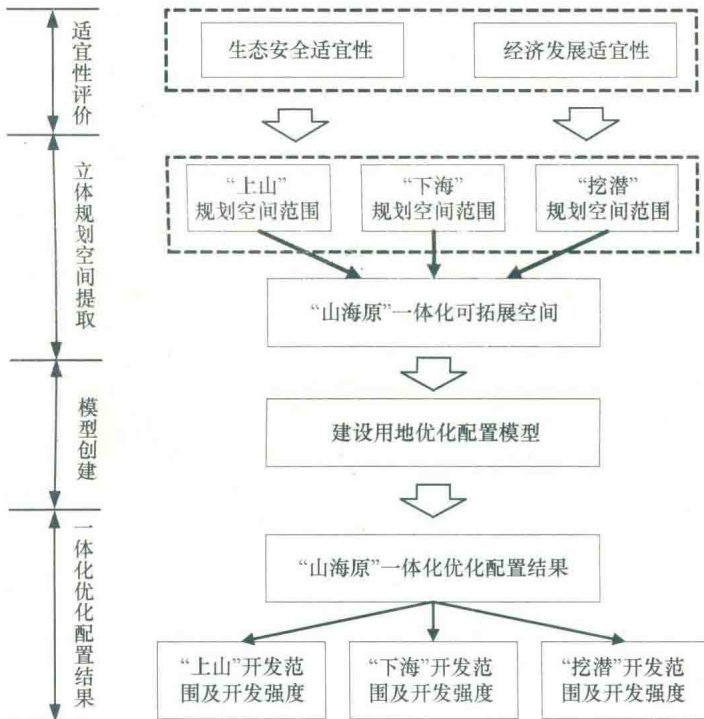 适宜性评价
生态安全适宜性
经济发展适宜性
立体规划空间提取
“上山”
规划空间范围
“下海”
规划空间范围
“挖潜”
规划空间范围
“山海原”一体化可拓展空间
模型创建
建设用地优化配置模型
一体化优化配置结果
“山海原”一体化优化配置结果
“上山”开发范
围及开发强度
“下海”开发范
围及开发强度
“挖潜”开发范
围及开发强度